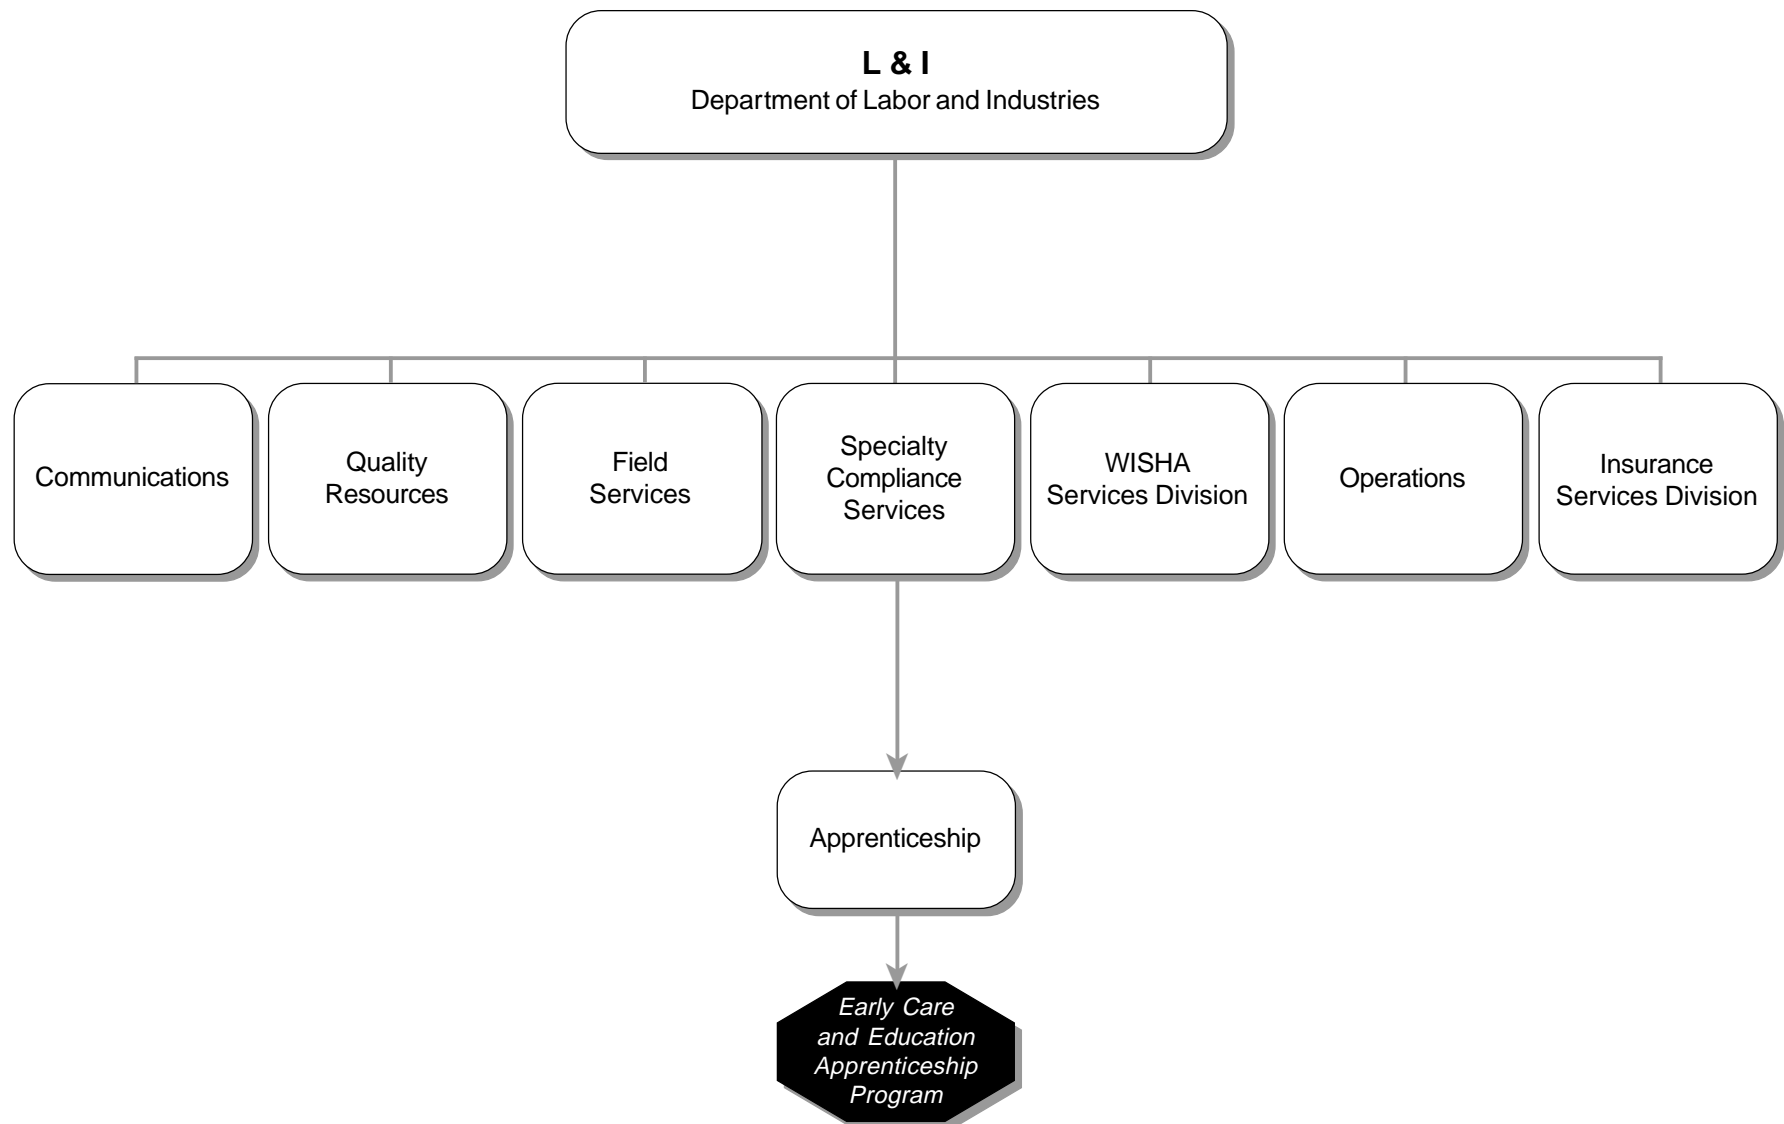 L & I
Department of Labor and Industries
Communications
Quality
Resources
Field
Services
Specialty
Compliance
Services
WISHA
Services Division
Operations
Insurance
Services Division
Apprenticeship
Early Care
and Education
Apprenticeship
Program